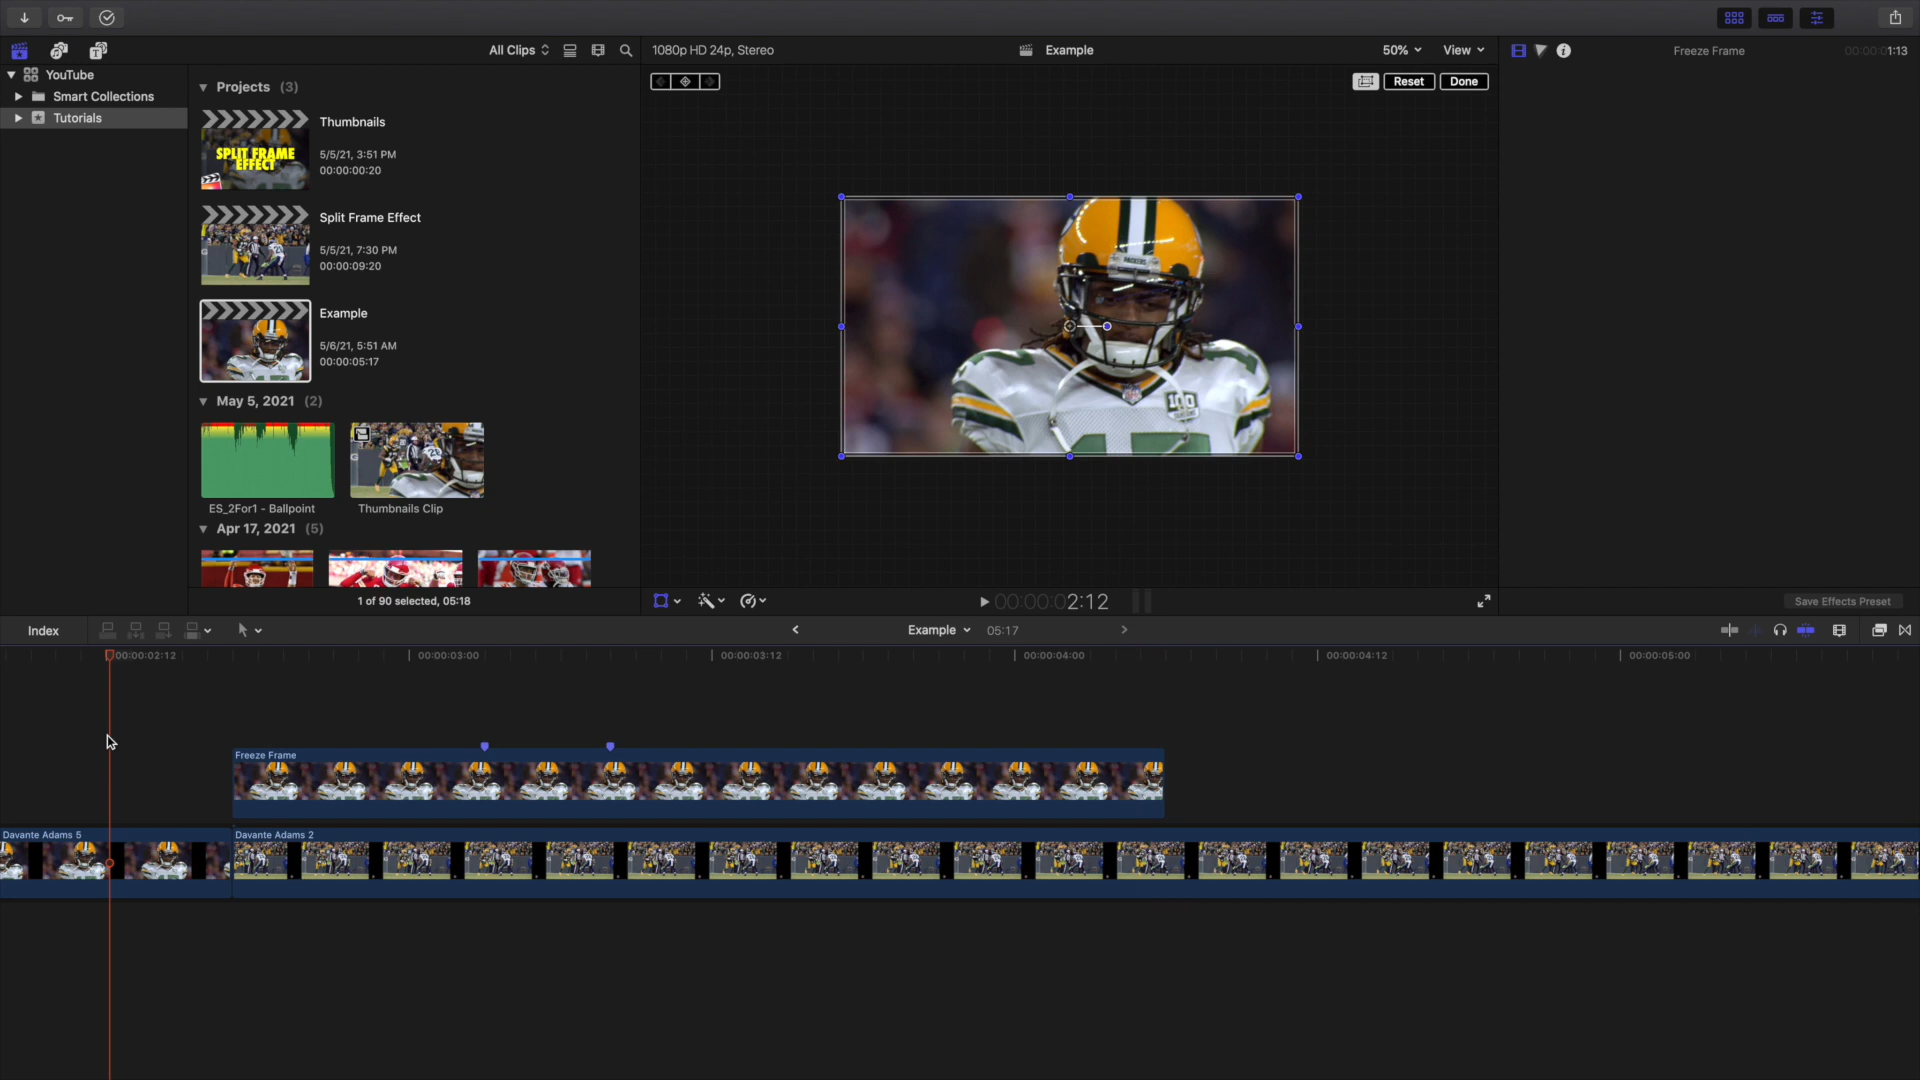 All Clips
1080p HD 24p, Stereo
Example
50%
View
Freeze Frame
00:00:01:13
YouTube
Smart Collections
Tutorials
Projects (3)
Thumbnails
5/5/21, 3:51 PM
00:00:00:20
SPLIT FRAME
EFFECT
Split Frame Effect
5/5/21, 7:30 PM
00:00:09:20
Example
5/6/21, 5:51 AM
00:00:05:17
May 5, 2021 (2)
ES_2For1 - Ballpoint
Thumbnails Clip
Apr 17, 2021 (5)
1 of 90 selected, 05:18
Reset
Done
PACKERS
100
17
00:00:02:12
Save Effects Preset
Index
Example
05:17
00:00:02:12
00:00:03:00
00:00:03:12
00:00:04:00
00:00:04:12
00:00:05:00
Freeze Frame
Davante Adams 5
Davante Adams 2